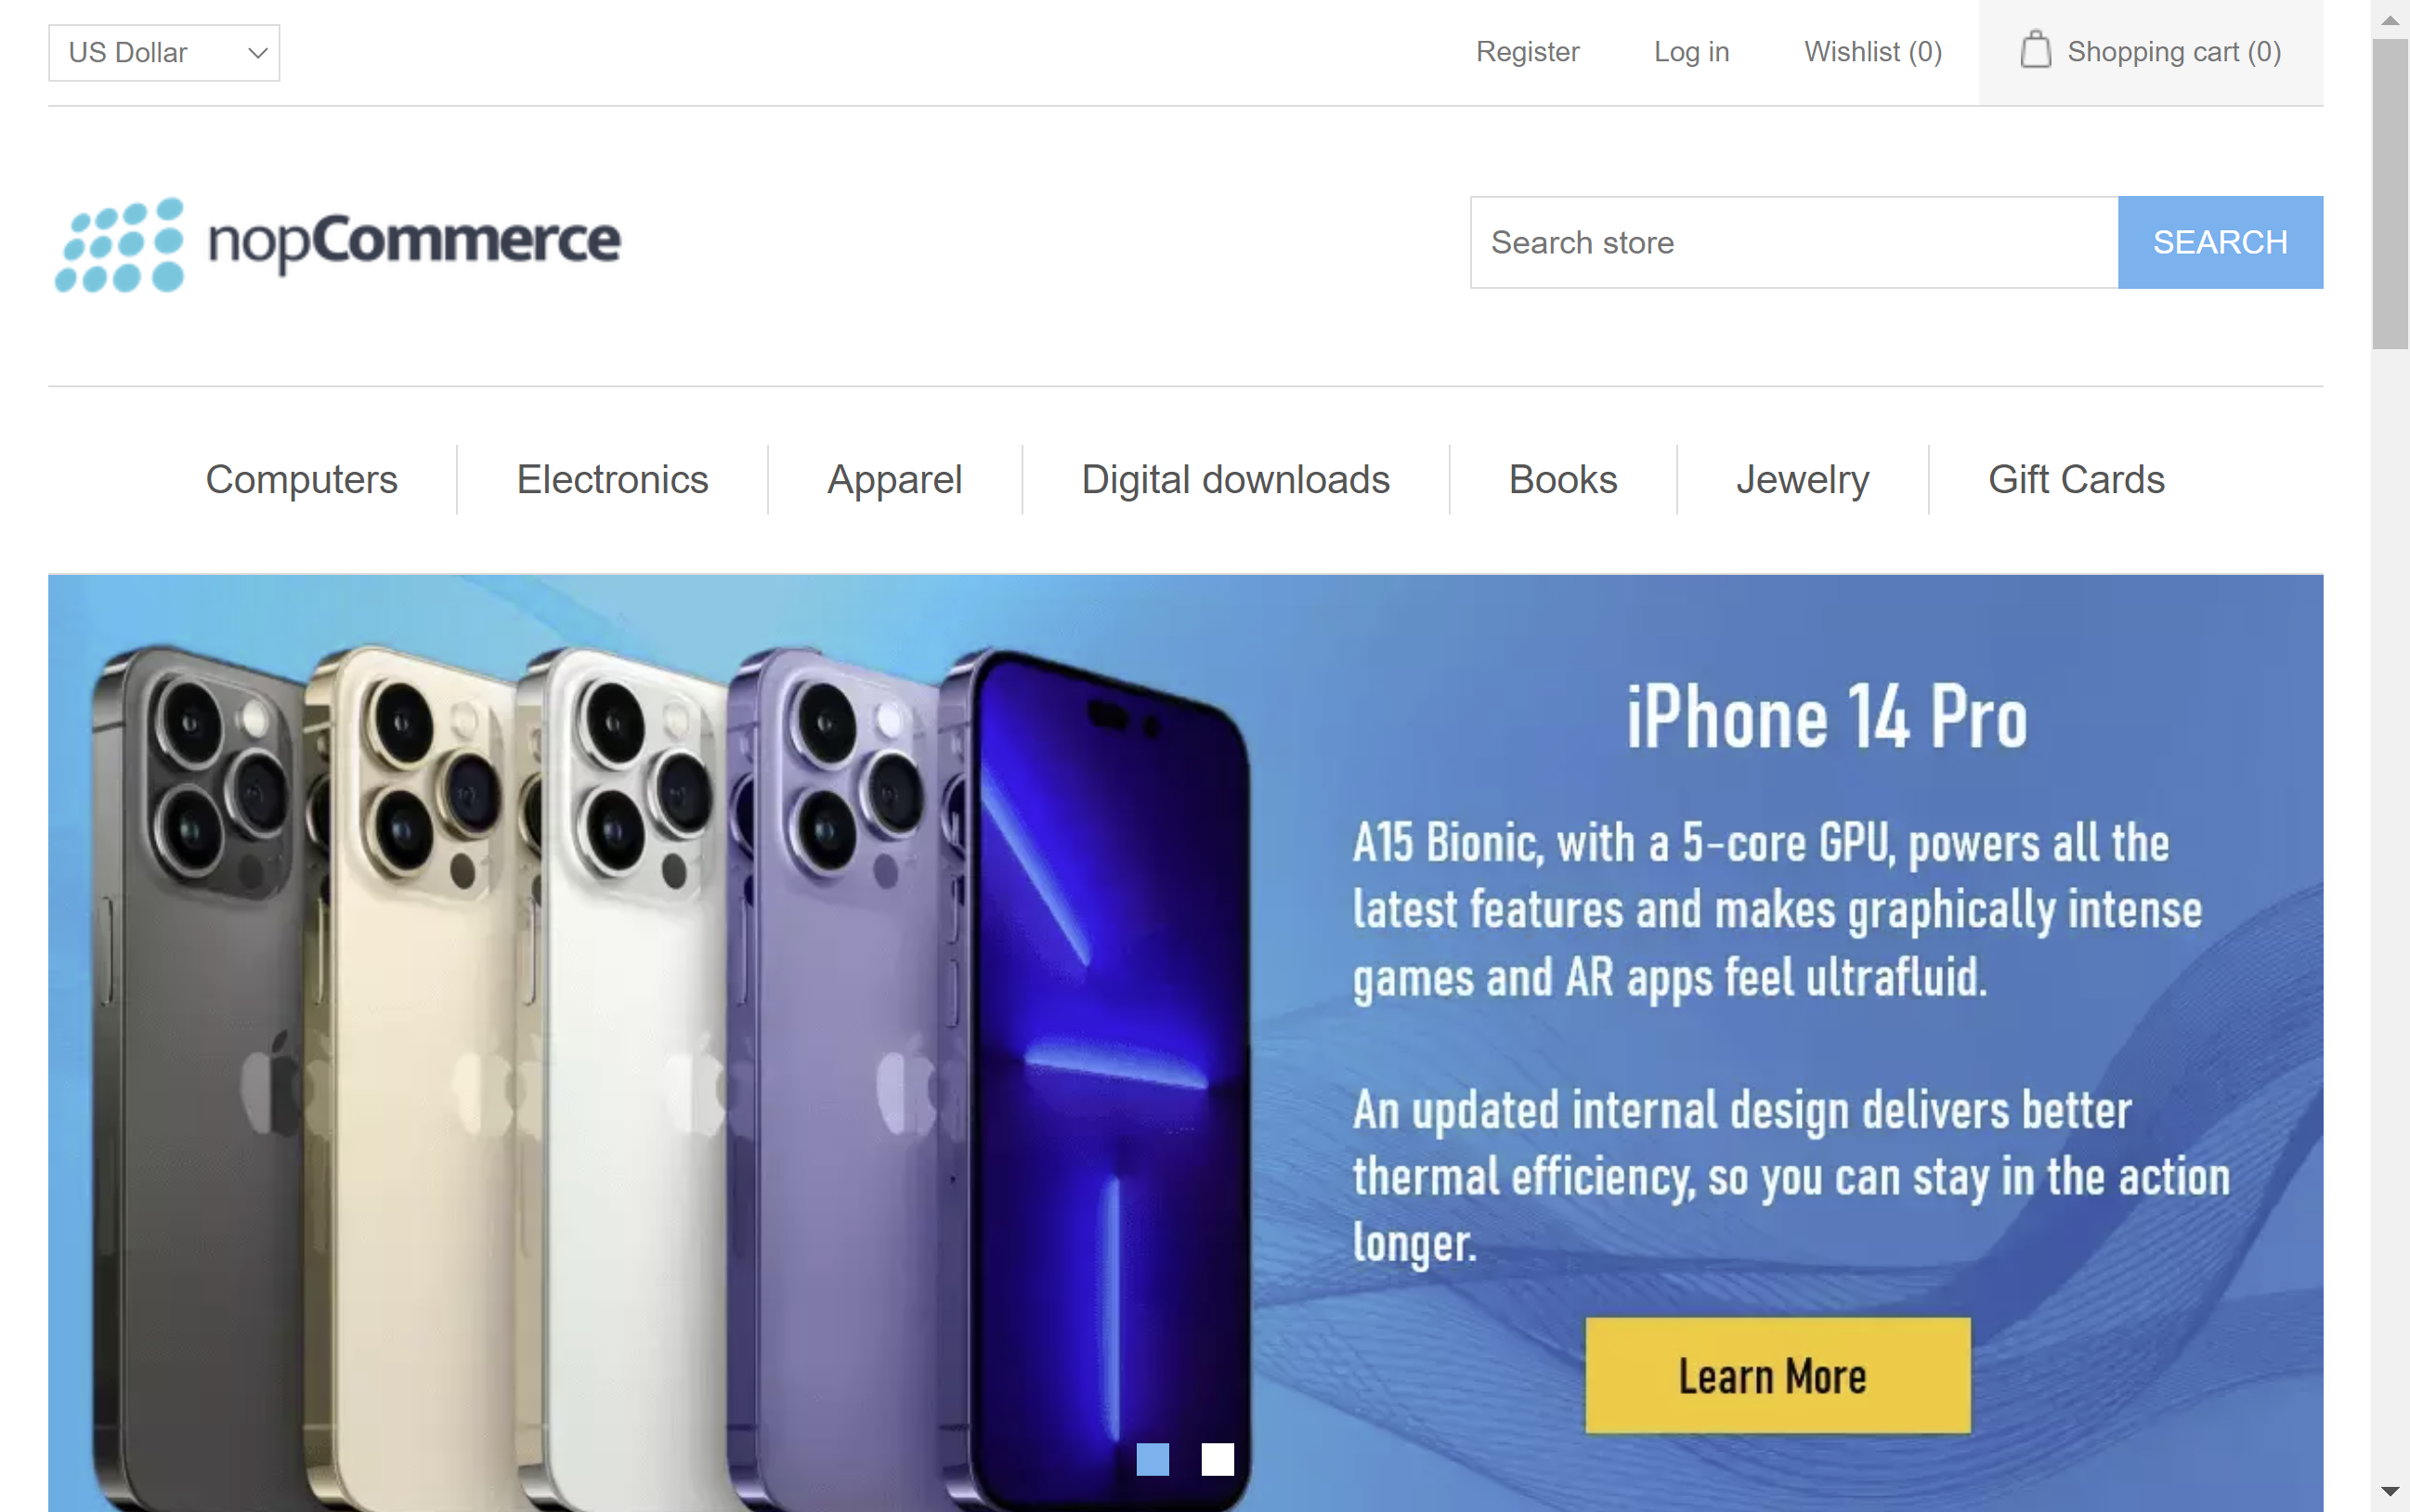 US Dollar
Register
Log in
Wishlist (0)
Shopping cart (0)
nopCommerce
Search store
SEARCH
Computers
Electronics
Apparel
Digital downloads
Books
Jewelry
Gift Cards
iPhone 14 Pro
A15 Bionic, with a 5-core GPU, powers all the
latest features and makes graphically intense
games and AR apps feel ultrafluid.
An updated internal design delivers better
thermal efficiency, so you can stay in the action
longer.
Learn More